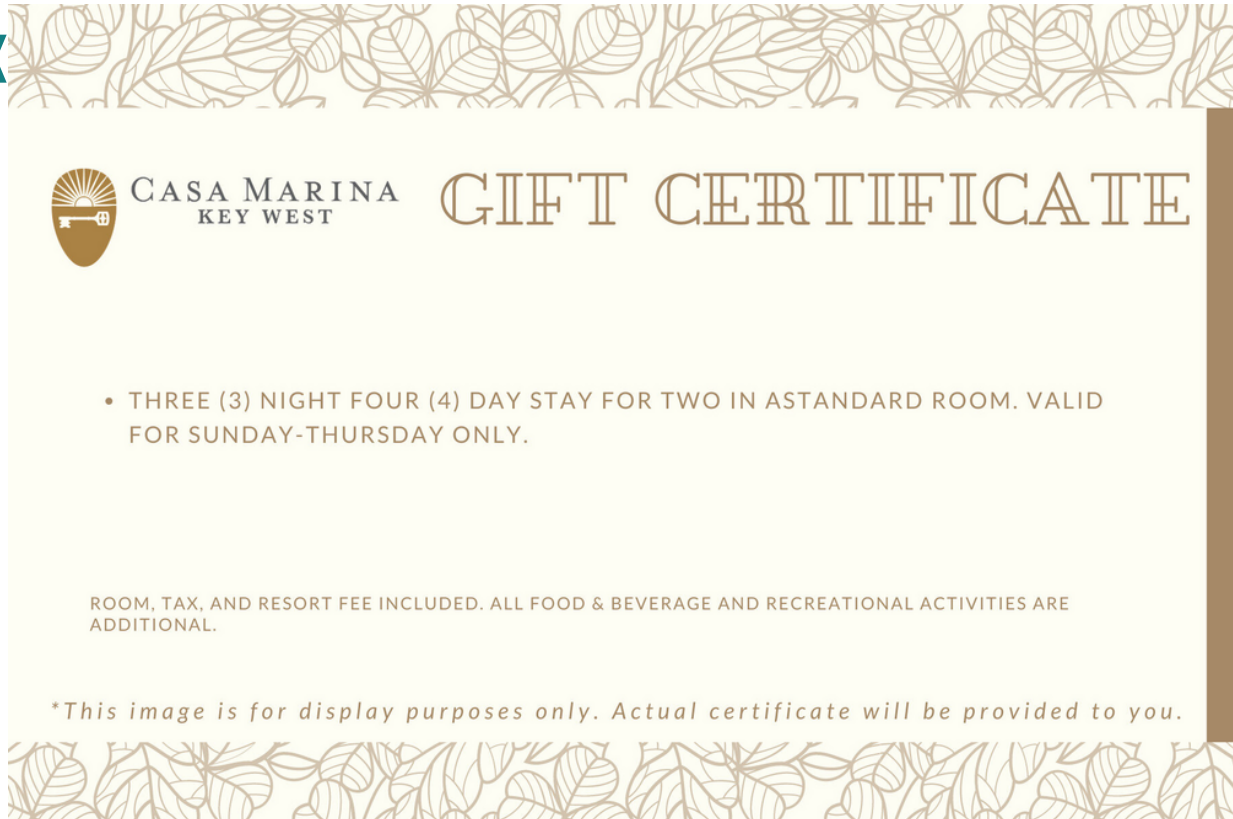 CASA MARINA
KEY WEST
GIFT CERTIFICATE
• THREE (3) NIGHT FOUR (4) DAY STAY FOR TWO IN ASTANDARD ROOM. VALID
FOR SUNDAY-THURSDAY ONLY.
ROOM, TAX, AND RESORT FEE INCLUDED. ALL FOOD & BEVERAGE AND RECREATIONAL ACTIVITIES ARE
ADDITIONAL.
*This image is for display purposes only. Actual certificate will be provided to you.